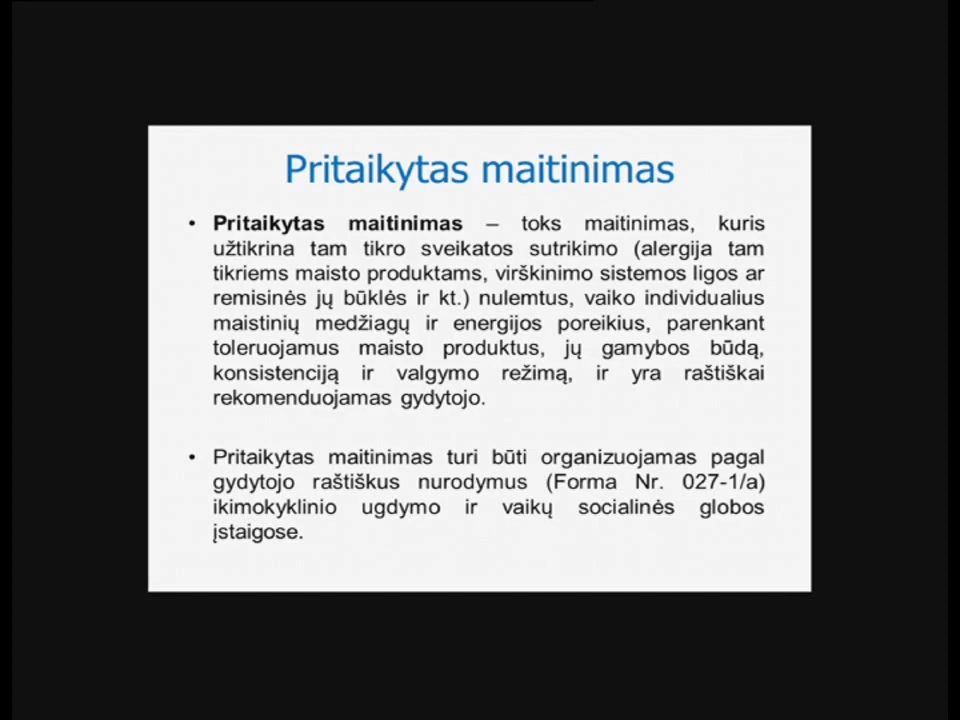 Pritaikytas maitinimas
• Pritaikytas maitinimas – toks maitinimas, kuris
užtikrina tam tikro sveikatos sutrikimo (alergija tam
tikriems maisto produktams, virškinimo sistemos ligos ar
remisinės jų būklės ir kt.) nulemtus, vaiko individualius
maistinių medžiagų ir energijos poreikius, parenkant
toleruojamus maisto produktus, jų gamybos būdą,
konsistenciją ir valgymo režimą, ir yra raštiškai
rekomenduojamas gydytojo.
• Pritaikytas maitinimas turi būti organizuojamas pagal
gydytojo raštiškus nurodymus (Forma Nr. 027-1/a)
ikimokyklinio ugdymo ir vaikų socialinės globos
įstaigose.